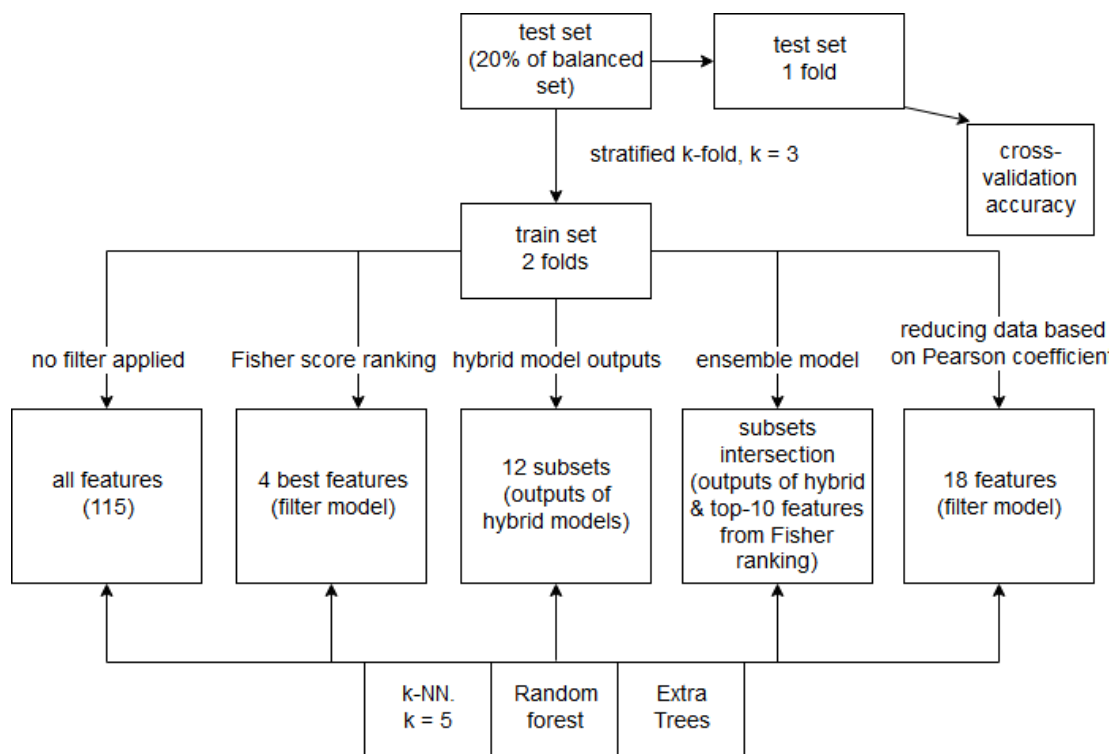 test set
(20% of balanced
set)
test set
1 fold
stratified k-fold, k = 3
cross-
validation
accuracy
train set
2 folds
no filter applied
Fisher score ranking
hybrid model outputs
ensemble model
reducing data based
on Pearson coefficient
all features
(115)
4 best features
(filter model)
12 subsets
(outputs of
hybrid models)
subsets
intersection
(outputs of hybrid
& top-10 features
from Fisher
ranking)
18 features
(filter model)
k-NN.
k = 5
Random
forest
Extra
Trees